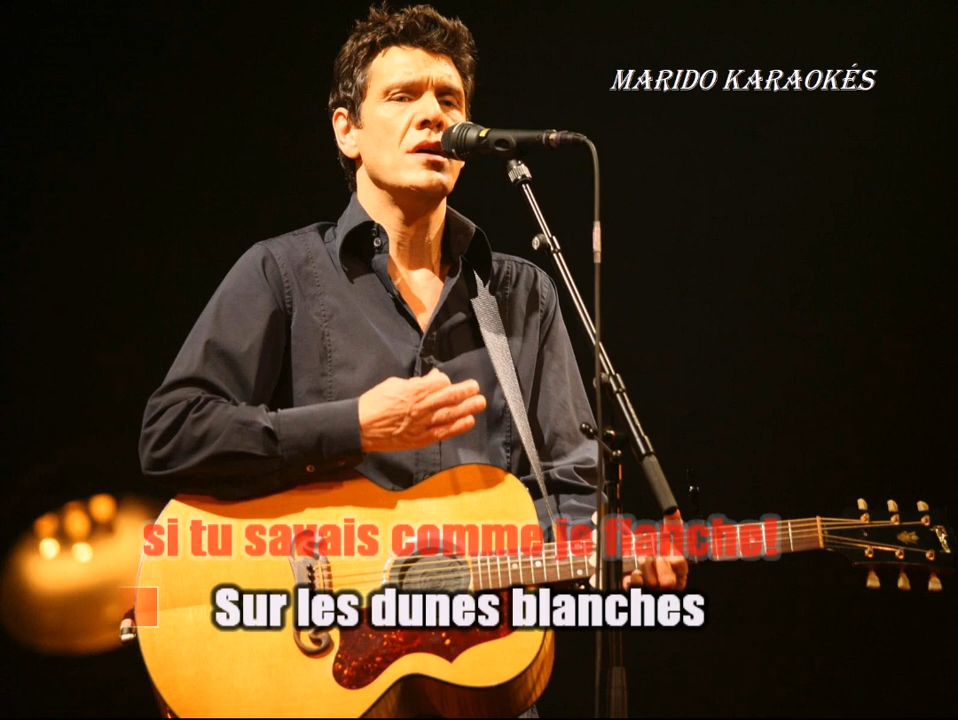 MARIDO KARAOKÉS
si tu savais comme je flanche!
Sur les dunes blanches